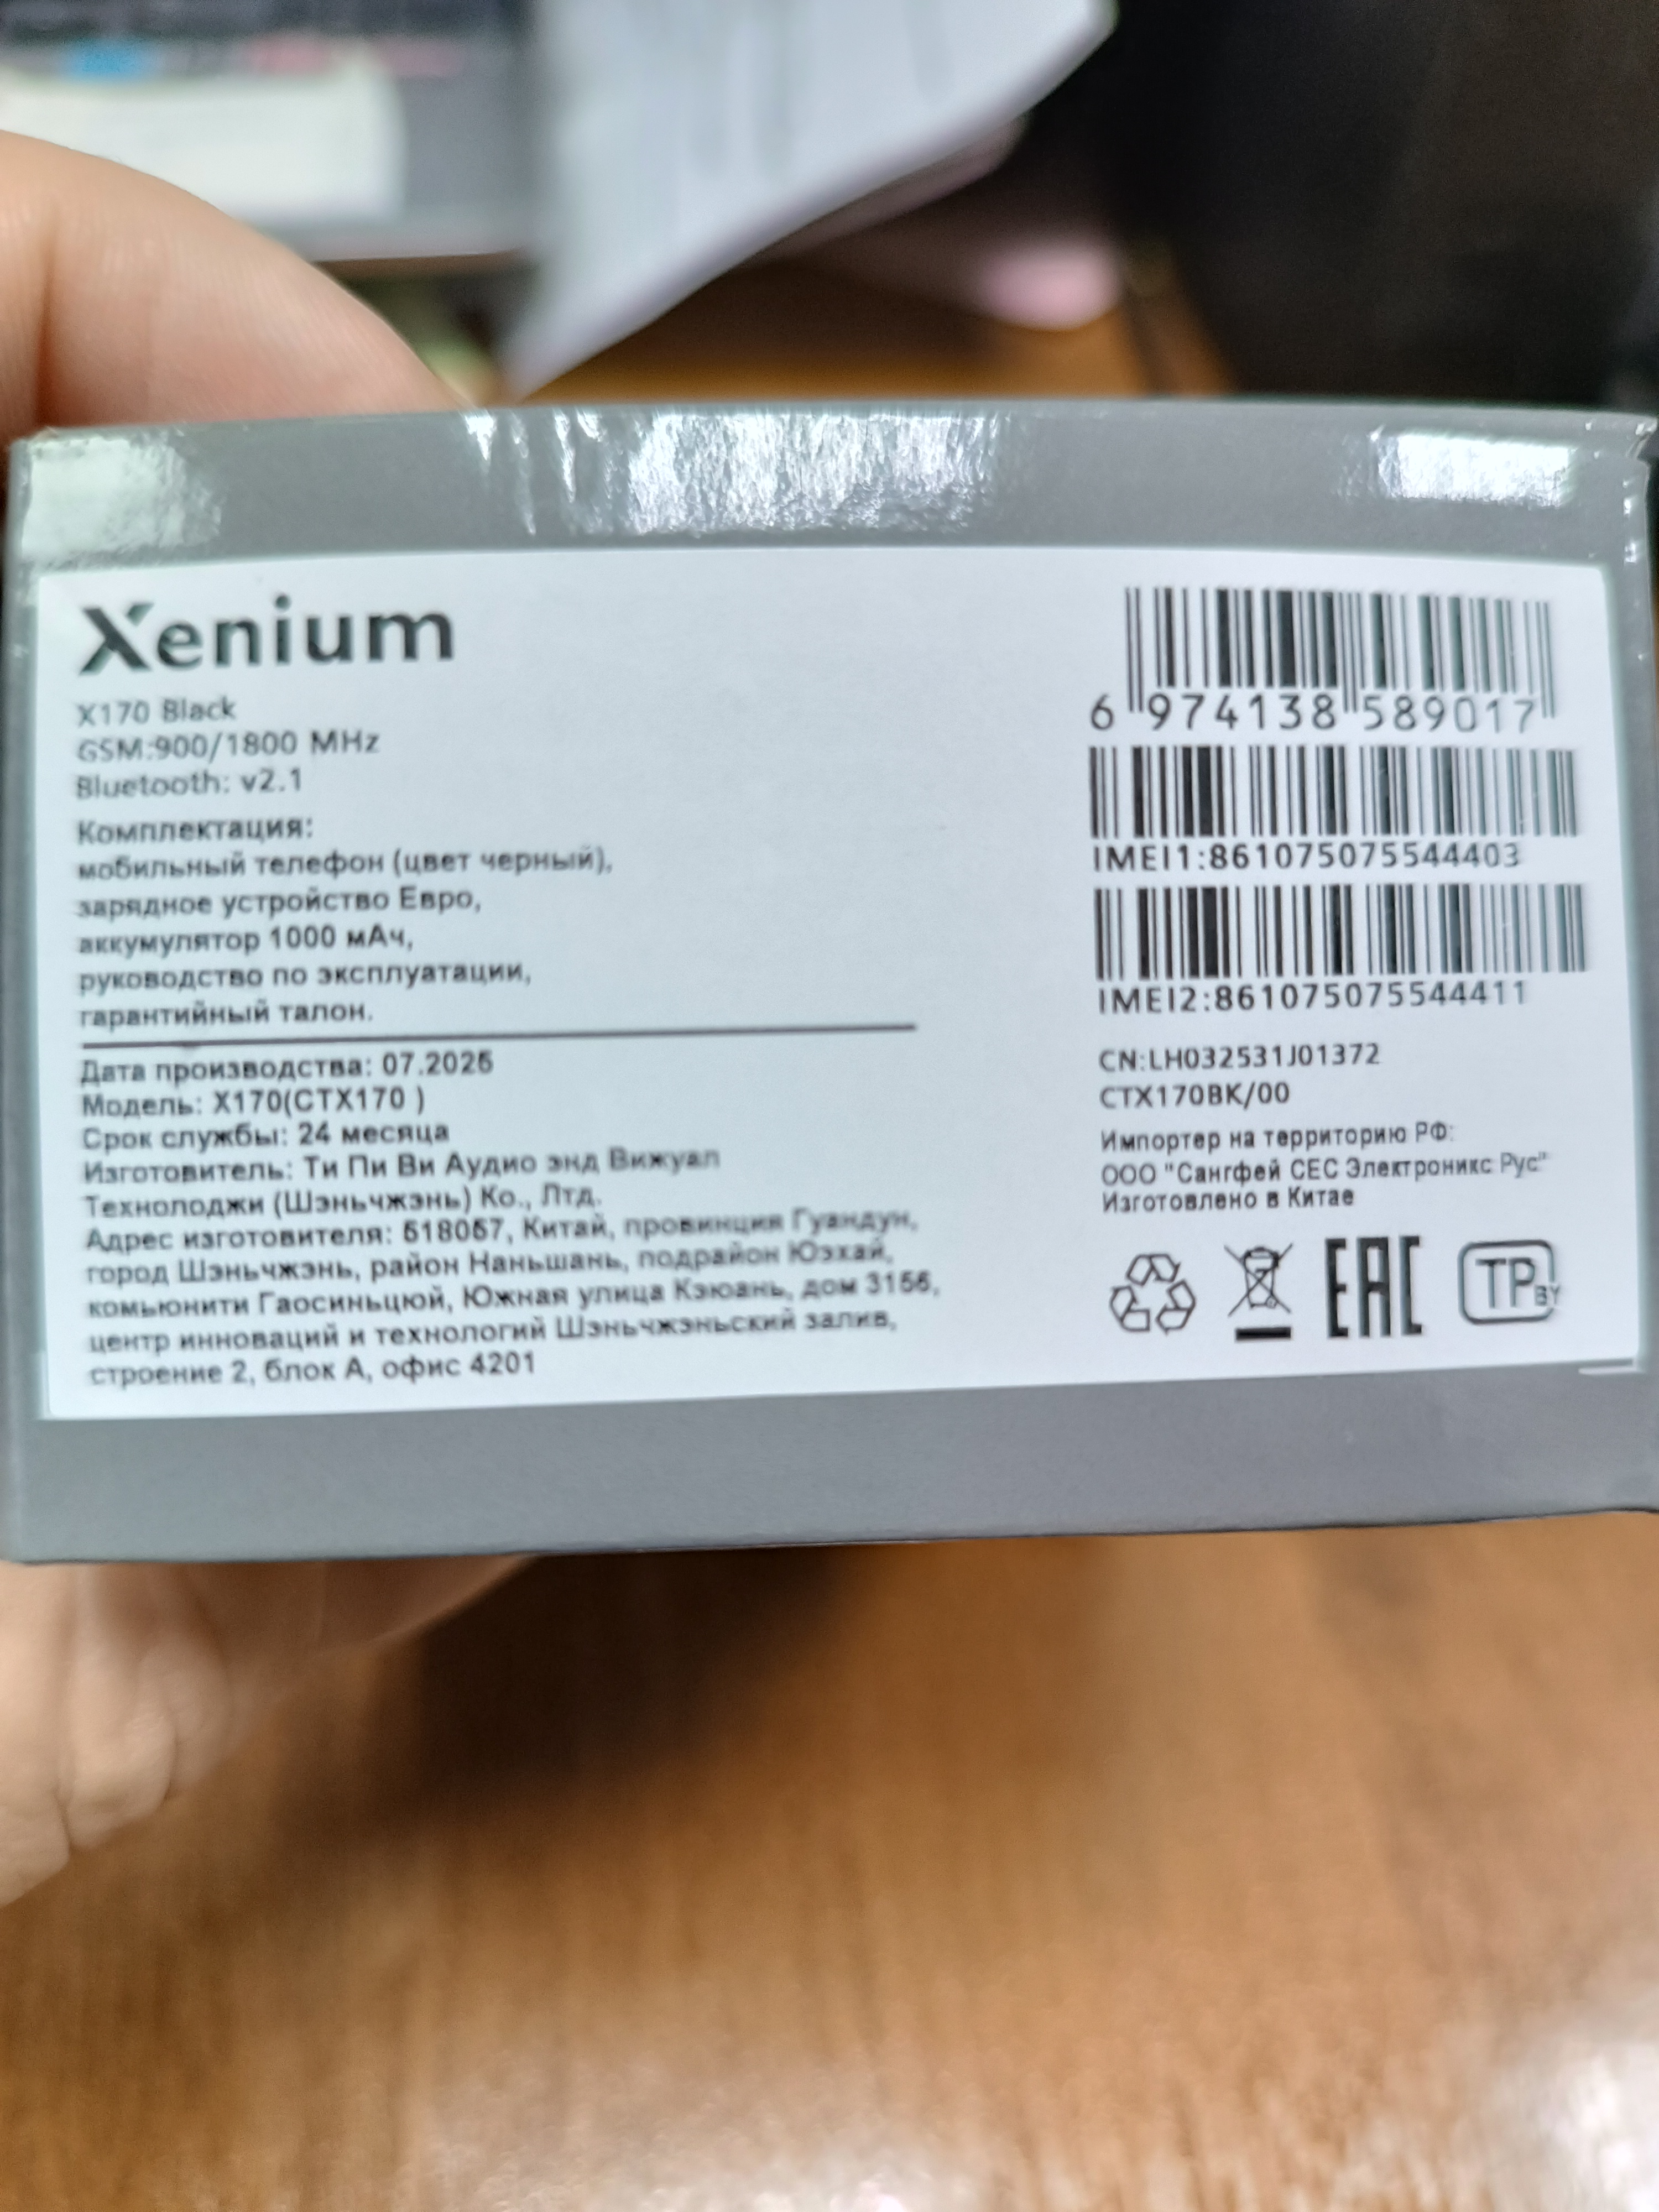 Xenium
X170 Black
GSM:900/1800 MHz
Bluetooth: v2.1
Комплектация:
мобильный телефон (цвет черный),
зарядное устройство Евро,
аккумулятор 1000 мАч,
руководство по эксплуатации,
гарантийный талон.
Дата производства: 07.2025
Модель: X170(CTX170 )
Срок службы: 24 месяца
Изготовитель: Ти Пи Ви Аудио энд Вижуал
Технолоджи (Шэньчжэнь) Ко., Лтд.
Адрес изготовителя: 518057, Китай, провинция Гуандун,
город Шэньчжэнь, район Наньшань, подрайон Юэхай,
комьюнити Гаосиньцюй, Южная улица Кэюань, дом 3156,
центр инноваций и технологий Шэньчжэньский залив,
строение 2, блок А, офис 4201
6 974138 589017
IMEI1:861075075544403
IMEI2:861075075544411
CN:LH032531J01372
CTX170BK/00
Импортер на территорию РФ:
ООО "Сангфей СЕС Электроникс Рус"
Изготовлено в Китае
EAC
TP BY